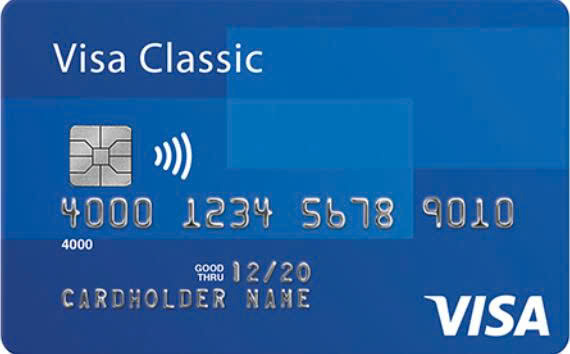 Visa Classic
4000 1234 5678 9010
4000
GOOD THRU 12/20
CARDHOLDER NAME
VISA